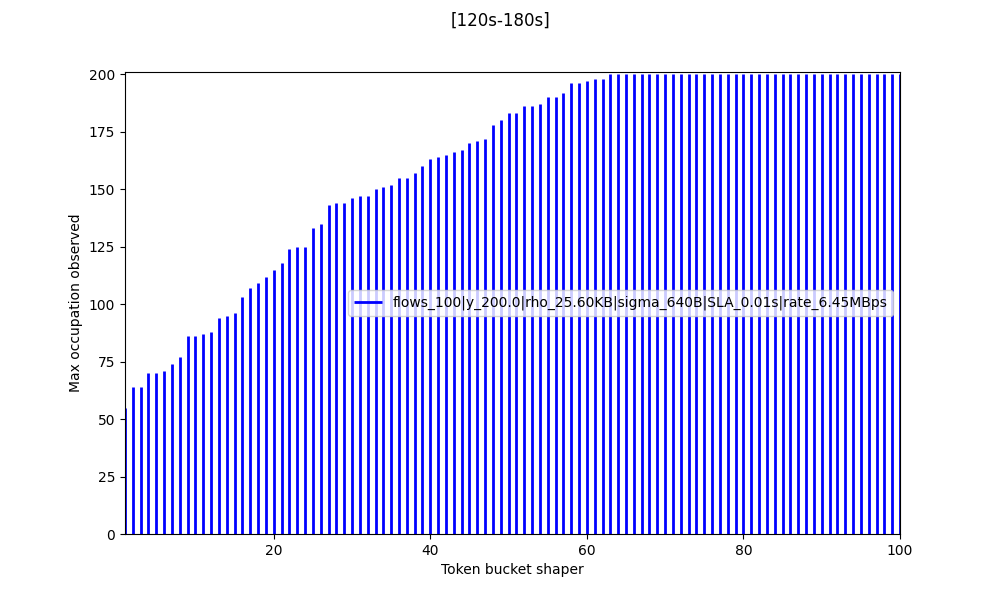 [120s-180s]
200
175
150
125
100
75
50
25
0
Max occupation observed
flows_100|y_200.0|rho_25.60KB|sigma_640B|SLA_0.01s|rate_6.45MBps
20 40 60 80 100
Token bucket shaper